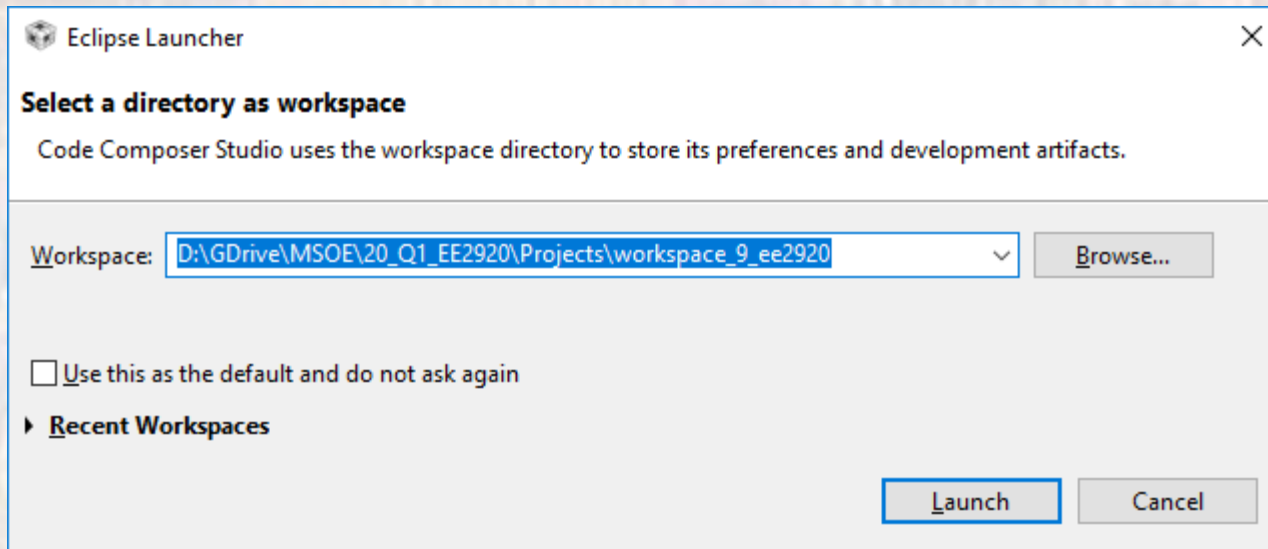 Eclipse Launcher
Select a directory as workspace
Code Composer Studio uses the workspace directory to store its preferences and development artifacts.
Workspace: D:\GDrive\MSOE\20_Q1_EE2920\Projects\workspace_9_ee2920 Browse...
Use this as the default and do not ask again
Recent Workspaces
Launch Cancel